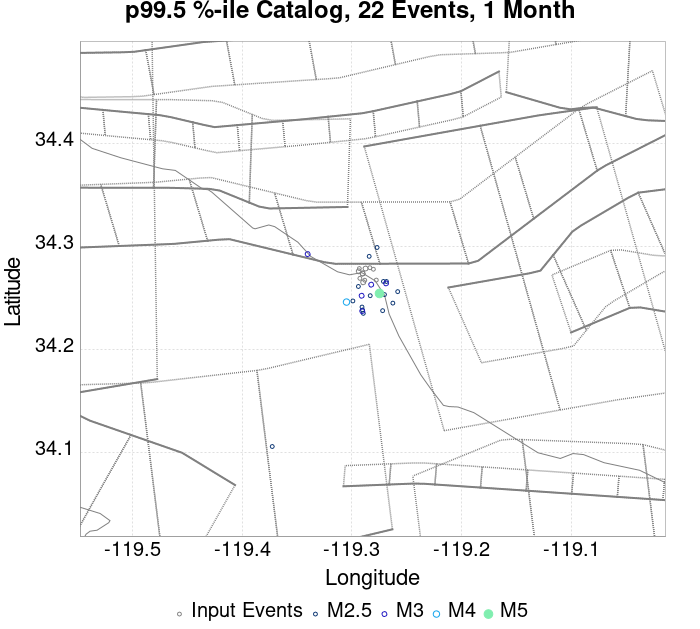 p99.5 %-ile Catalog, 22 Events, 1 Month
34.4
34.3
34.2
34.1
Latitude
-119.5 -119.4 -119.3 -119.2 -119.1
Longitude
Input Events M2.5 M3 M4 M5